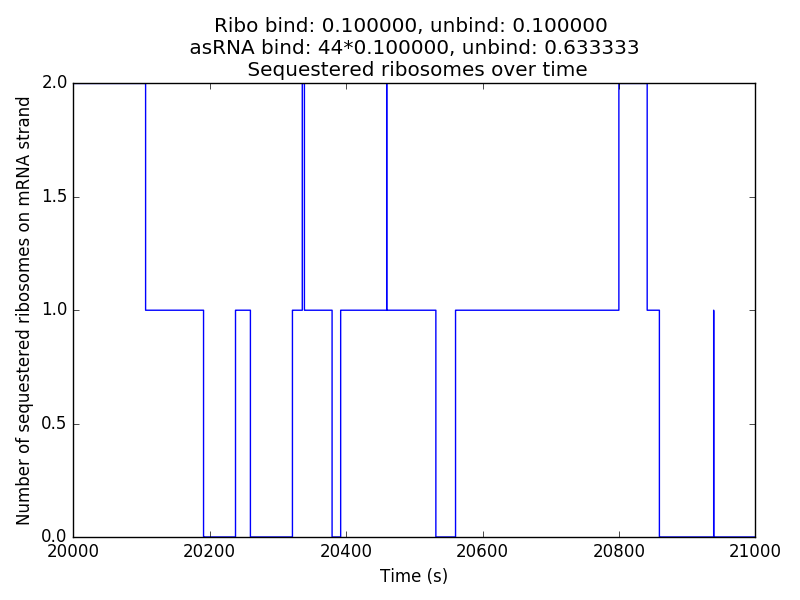 Ribo bind: 0.100000, unbind: 0.100000
asRNA bind: 44*0.100000, unbind: 0.633333
Sequestered ribosomes over time
Number of sequestered ribosomes on mRNA strand
2.0
1.5
1.0
0.5
0.0
20000 20200 20400 20600 20800 21000
Time (s)